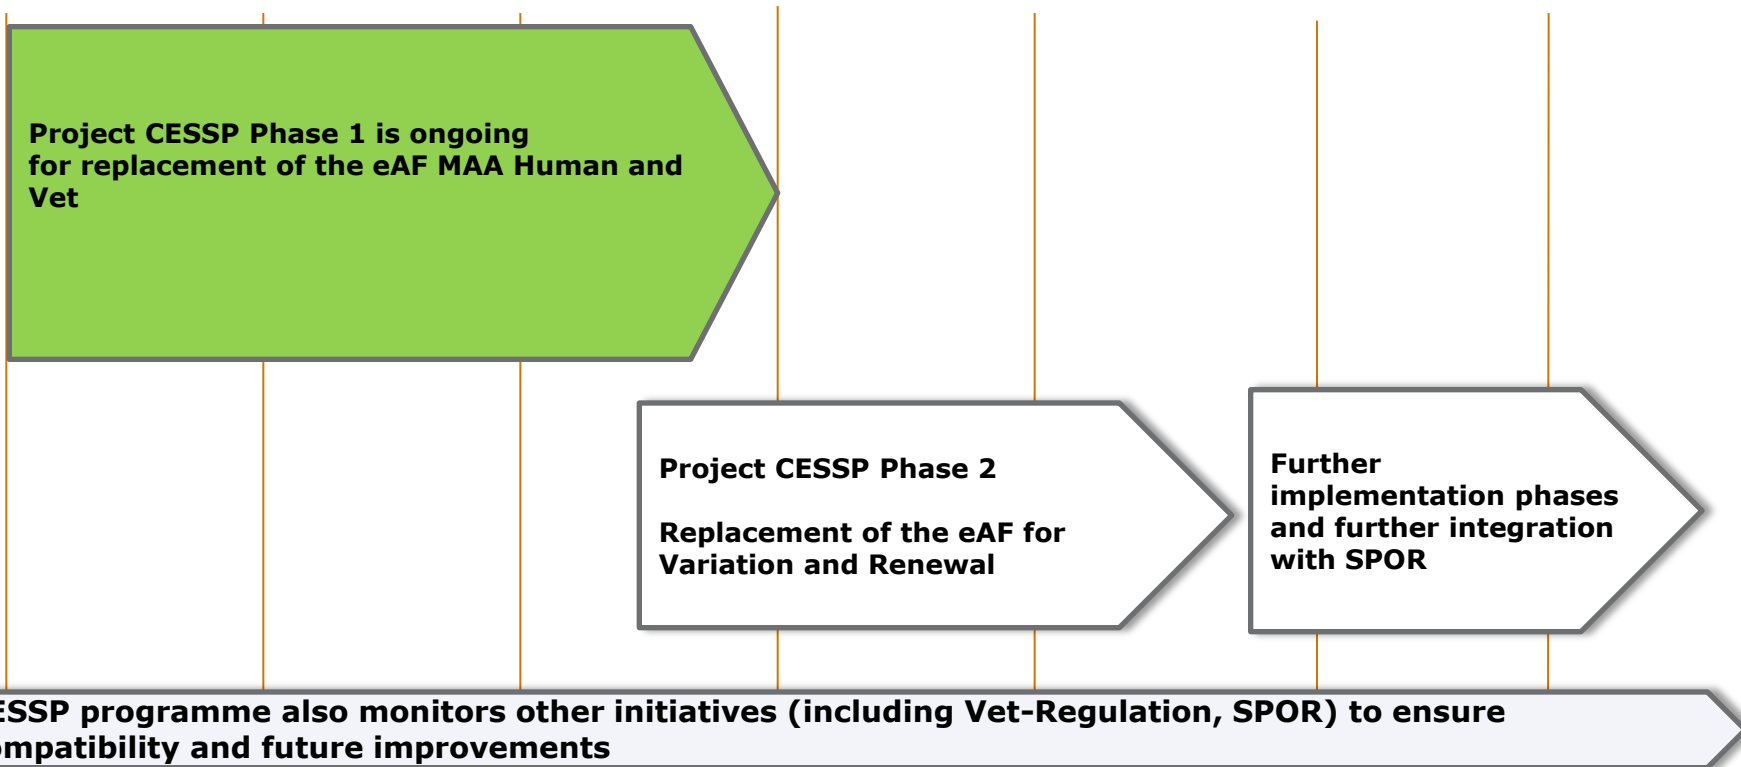 Project CESSP Phase 1 is ongoing
for replacement of the eAF MAA Human and
Vet
Project CESSP Phase 2
Replacement of the eAF for
Variation and Renewal
Further
implementation phases
and further integration
with SPOR
ESSP programme also monitors other initiatives (including Vet-Regulation, SPOR) to ensure
ompatibility and future improvements